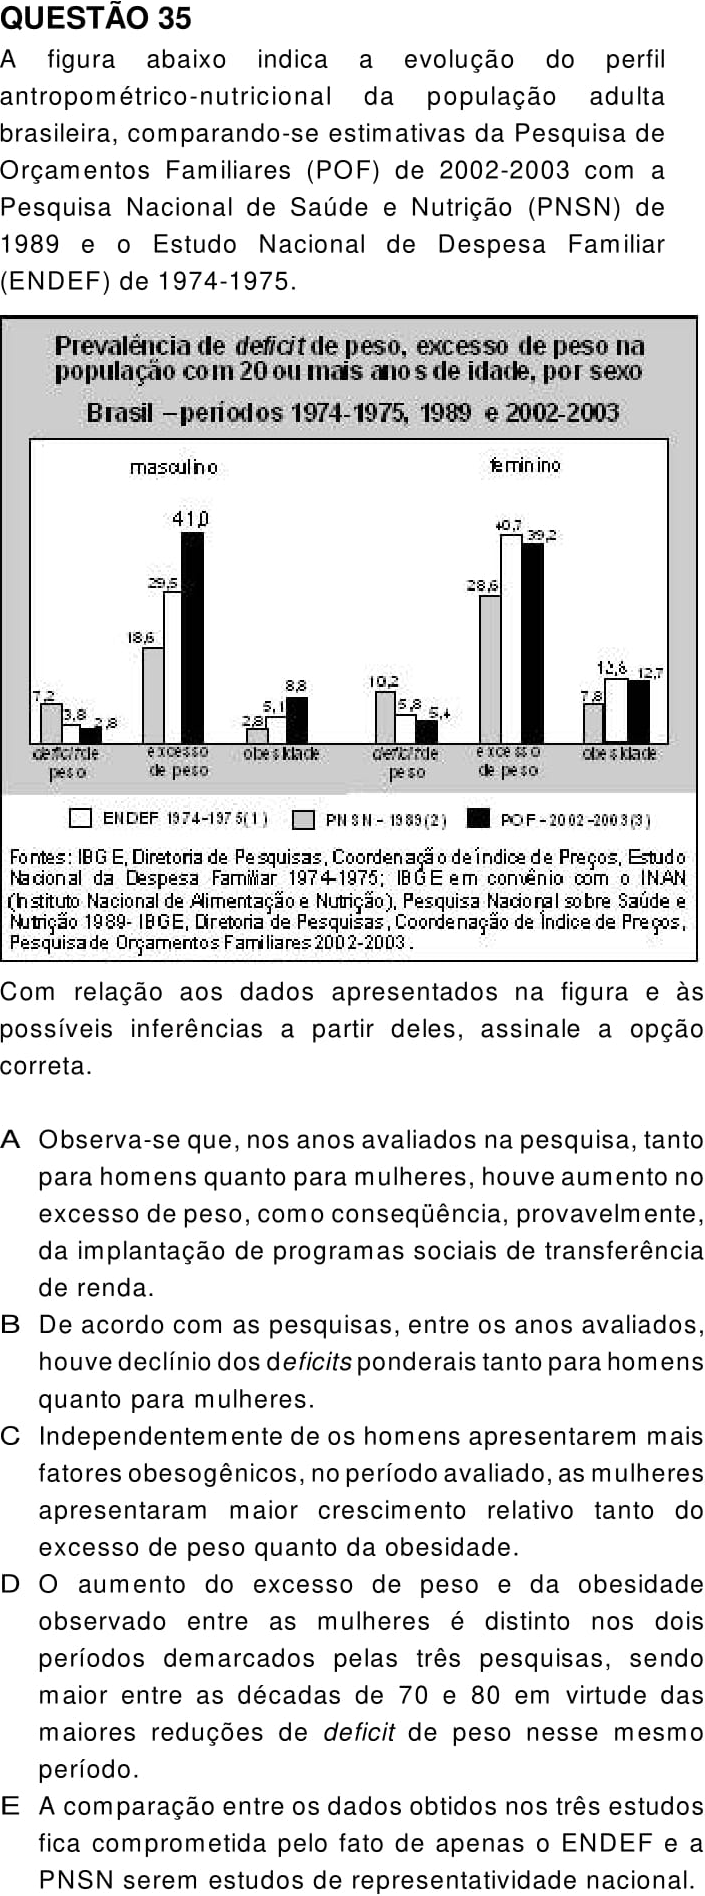 QUESTÃO 35
A figura abaixo indica a evolução do perfil
antropométrico-nutricional da população adulta
brasileira, comparando-se estimativas da Pesquisa de
Orçamentos Familiares (POF) de 2002-2003 com a
Pesquisa Nacional de Saúde e Nutrição (PNSN) de
1989 e o Estudo Nacional de Despesa Familiar
(ENDEF) de 1974-1975.
Prevalência de deficit de peso, excesso de peso na
população com 20 ou mais anos de idade, por sexo
Brasil – períodos 1974-1975, 1989 e 2002-2003
masculino feminino
41,0
40,7
39,2
29,5
28,6
18,6
7,2
3,8
2,8
2,8
5,1
8,8
10,2
5,8
5,4
7,8
12,7
deficit de peso
excesso de peso
obesidade
deficit de peso
excesso de peso
obesidade
ENDEF 1974-1975(1) PNSN - 1989(2) POF - 2002-2003(3)
Fontes: IBGE, Diretoria de Pesquisas, Coordenação de índice de Preços, Estudo
Nacional da Despesa Familiar 1974-1975; IBGE em convênio com o INAN
(Instituto Nacional de Alimentação e Nutrição), Pesquisa Nacional sobre Saúde e
Nutrição 1989- IBGE, Diretoria de Pesquisas, Coordenação de Índice de Preços,
Pesquisa de Orçamentos Familiares 2002-2003.
Com relação aos dados apresentados na figura e às
possíveis inferências a partir deles, assinale a opção
correta.
A Observa-se que, nos anos avaliados na pesquisa, tanto
para homens quanto para mulheres, houve aumento no
excesso de peso, como conseqüência, provavelmente,
da implantação de programas sociais de transferência
de renda.
B De acordo com as pesquisas, entre os anos avaliados,
houve declínio dos deficits ponderais tanto para homens
quanto para mulheres.
C Independentemente de os homens apresentarem mais
fatores obesogênicos, no período avaliado, as mulheres
apresentaram maior crescimento relativo tanto do
excesso de peso quanto da obesidade.
D O aumento do excesso de peso e da obesidade
observado entre as mulheres é distinto nos dois
períodos demarcados pelas três pesquisas, sendo
maior entre as décadas de 70 e 80 em virtude das
maiores reduções de deficit de peso nesse mesmo
período.
E A comparação entre os dados obtidos nos três estudos
fica comprometida pelo fato de apenas o ENDEF e a
PNSN serem estudos de representatividade nacional.